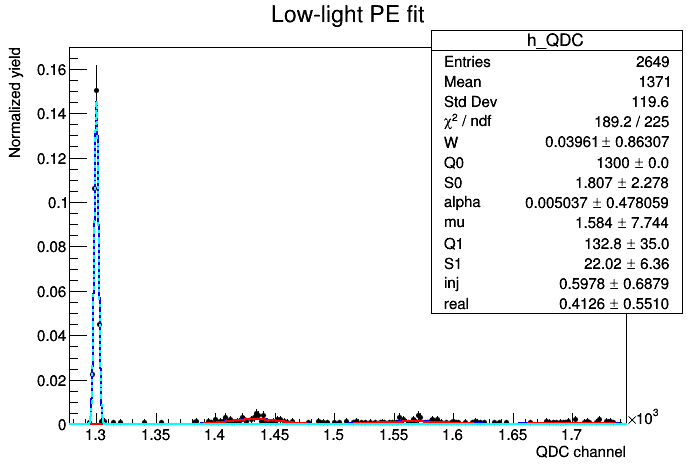 Low-light PE fit
h_QDC
Entries 2649
Mean 1371
Std Dev 119.6
χ² / ndf 189.2 / 225
W 0.03961 ± 0.86307
Q0 1300 ± 0.0
S0 1.807 ± 2.278
alpha 0.005037 ± 0.478059
mu 1.584 ± 7.744
Q1 132.8 ± 35.0
S1 22.02 ± 6.36
inj 0.5978 ± 0.6879
real 0.4126 ± 0.5510
Normalized yield
0.16
0.14
0.12
0.1
0.08
0.06
0.04
0.02
0
1.3 1.35 1.4 1.45 1.5 1.55 1.6 1.65 1.7 ×10³
QDC channel